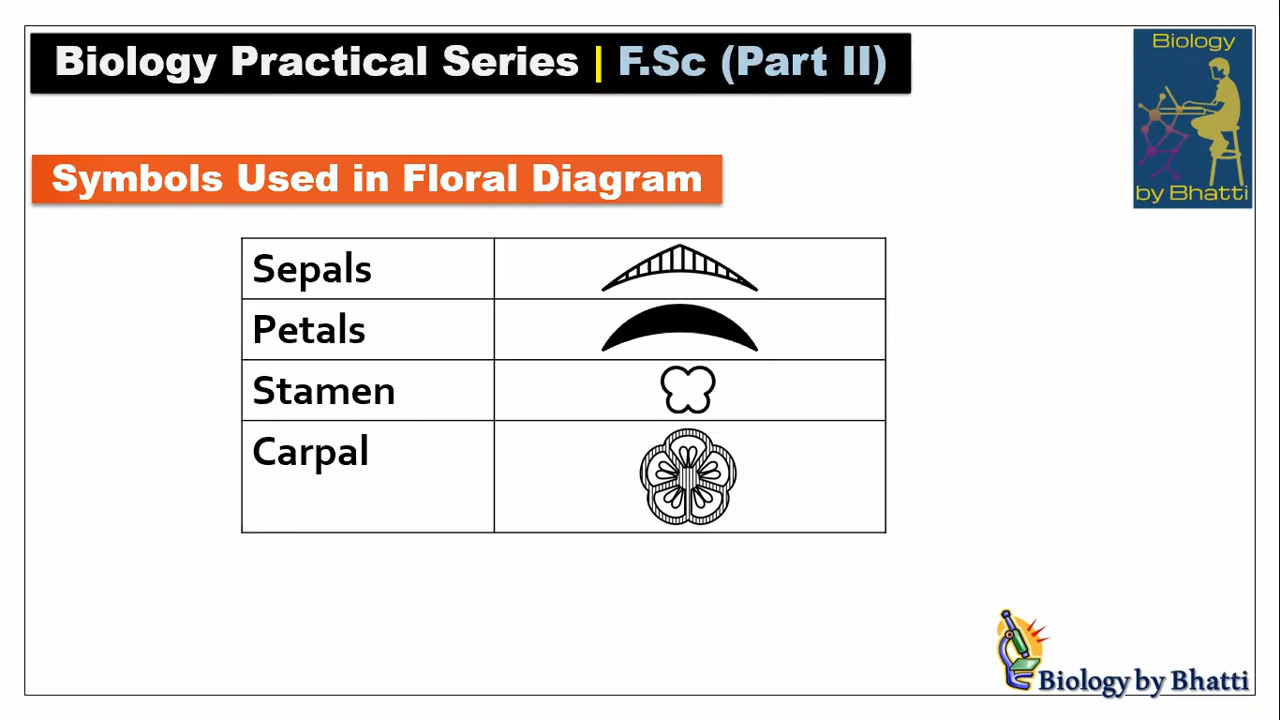 Biology Practical Series | F.Sc (Part II)
Biology
by Bhatti
Symbols Used in Floral Diagram
Sepals
Petals
Stamen
Carpal
Biology by Bhatti